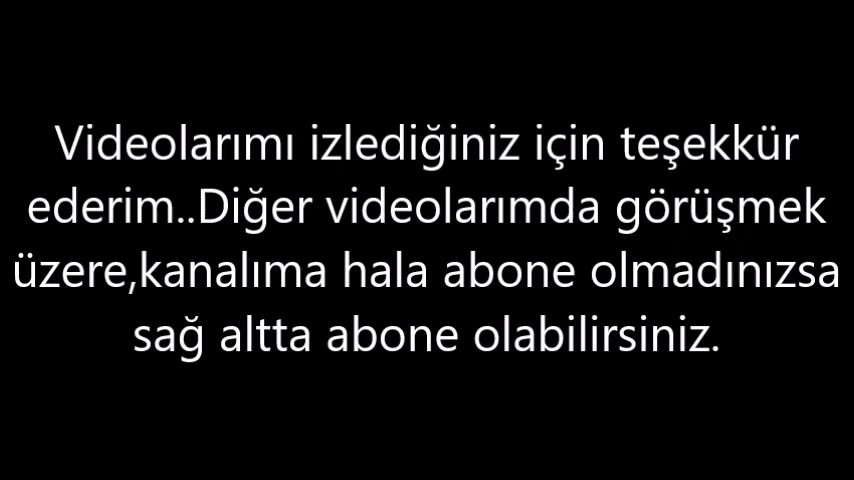 Videolarımı izlediğiniz için teşekkür
ederim..Diğer videolarımda görüşmek
üzere,kanalıma hala abone olmadınızsa
sağ altta abone olabilirsiniz.